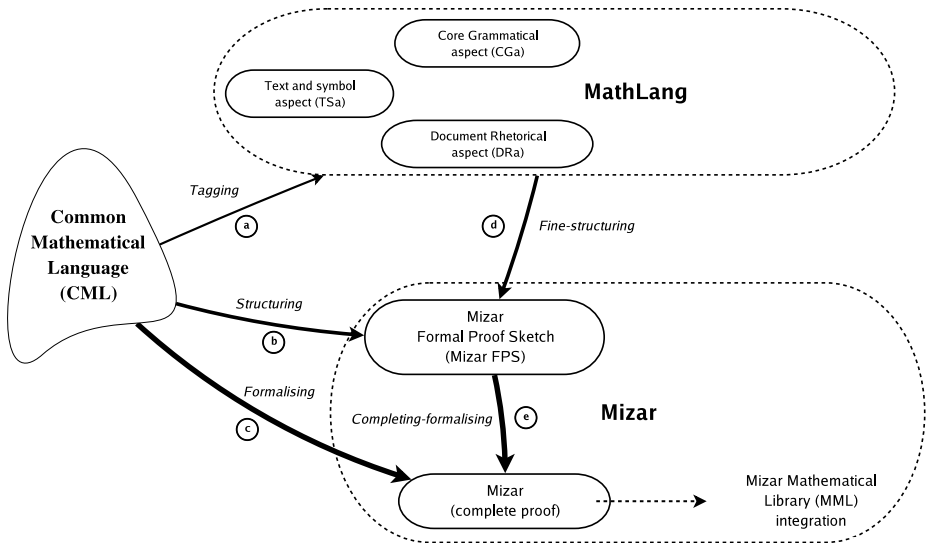 Core Grammatical
aspect (CGa)
MathLang
Text and symbol
aspect (TSa)
Document Rhetorical
aspect (DRa)
Tagging
a
Common
Mathematical
Language
(CML)
d
Fine-structuring
Structuring
b
Mizar
Formal Proof Sketch
(Mizar FPS)
Formalising
c
Completing-formalising
e
Mizar
Mizar
(complete proof)
Mizar Mathematical
Library (MML)
integration